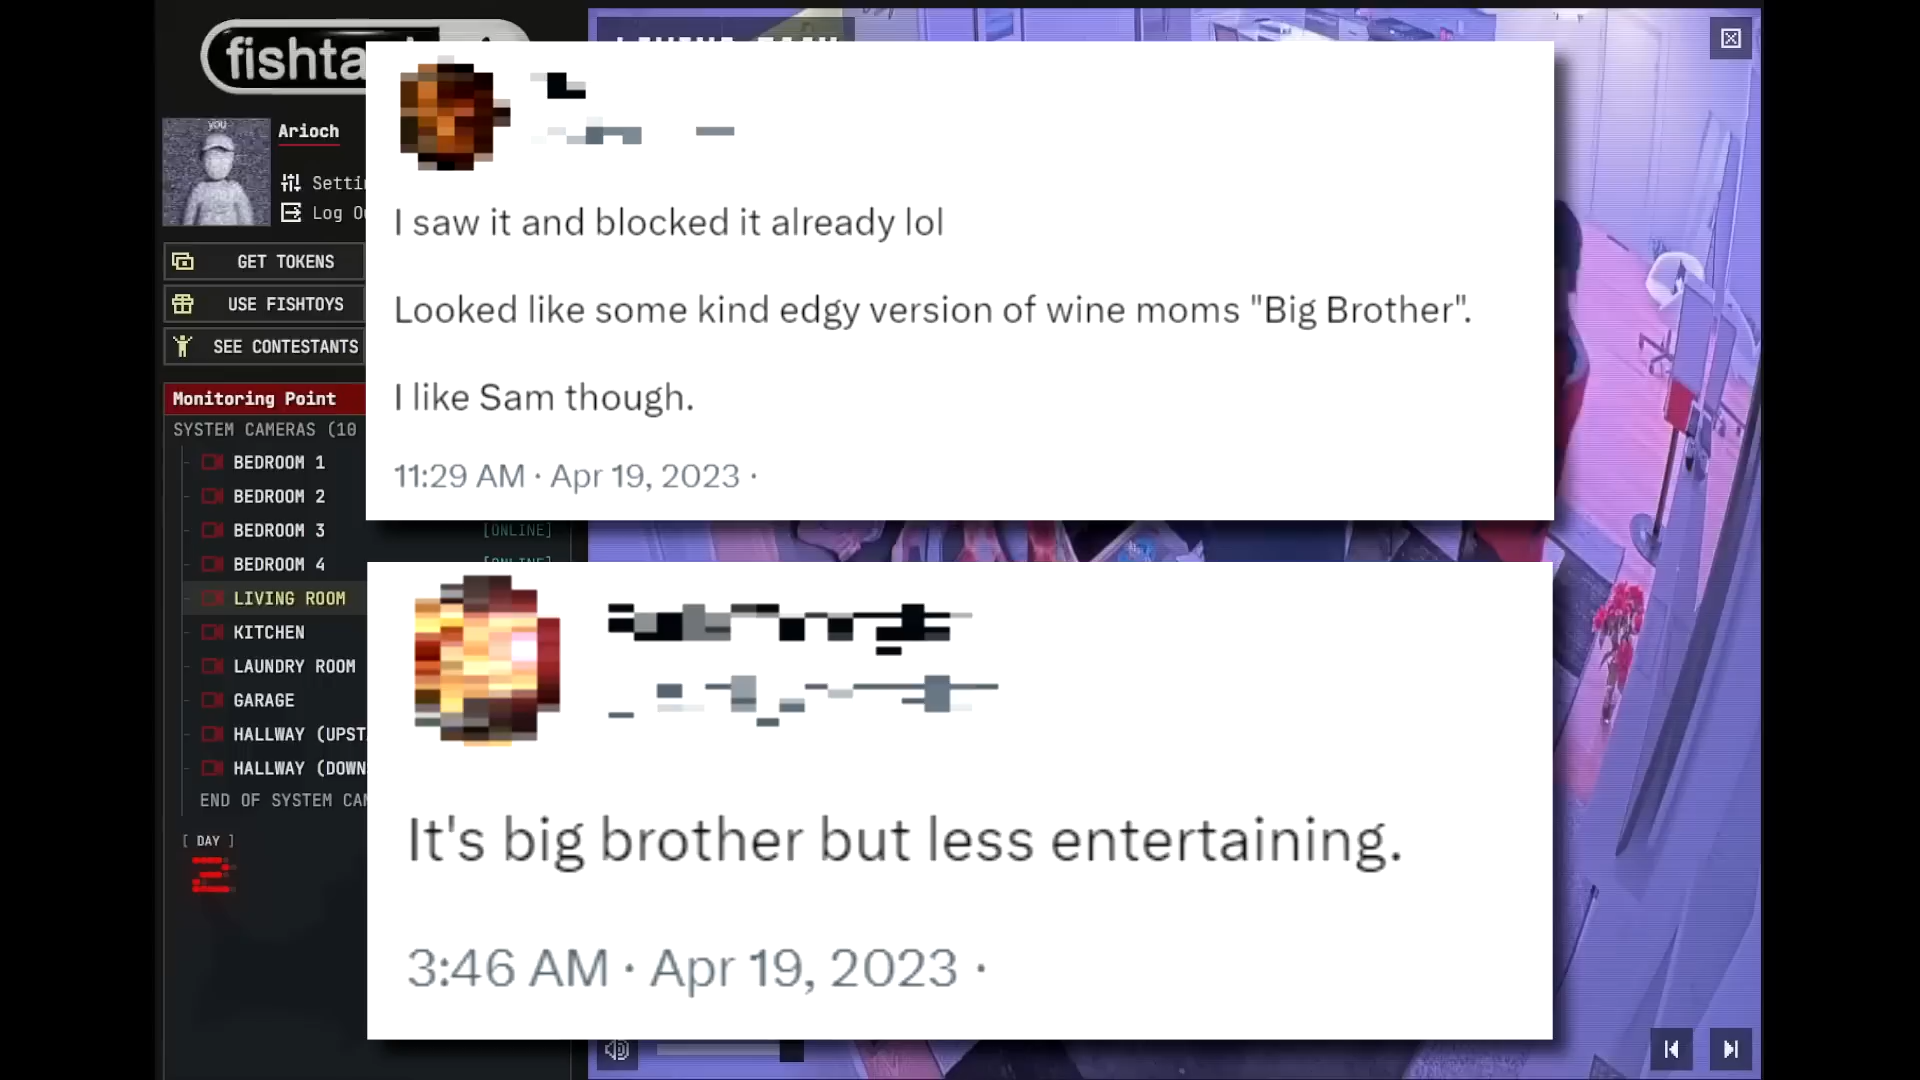 fishta
you
Arioch
Setti
Log O
GET TOKENS
USE FISHTOYS
SEE CONTESTANTS
Monitoring Point
SYSTEM CAMERAS (10
BEDROOM 1
BEDROOM 2
BEDROOM 3
[ONLINE]
BEDROOM 4
LIVING ROOM
KITCHEN
LAUNDRY ROOM
GARAGE
HALLWAY (UPST
HALLWAY (DOWN
END OF SYSTEM CAM
[ DAY ]
2
I saw it and blocked it already lol
Looked like some kind edgy version of wine moms "Big Brother".
I like Sam though.
11:29 AM · Apr 19, 2023 ·
It's big brother but less entertaining.
3:46 AM · Apr 19, 2023 ·